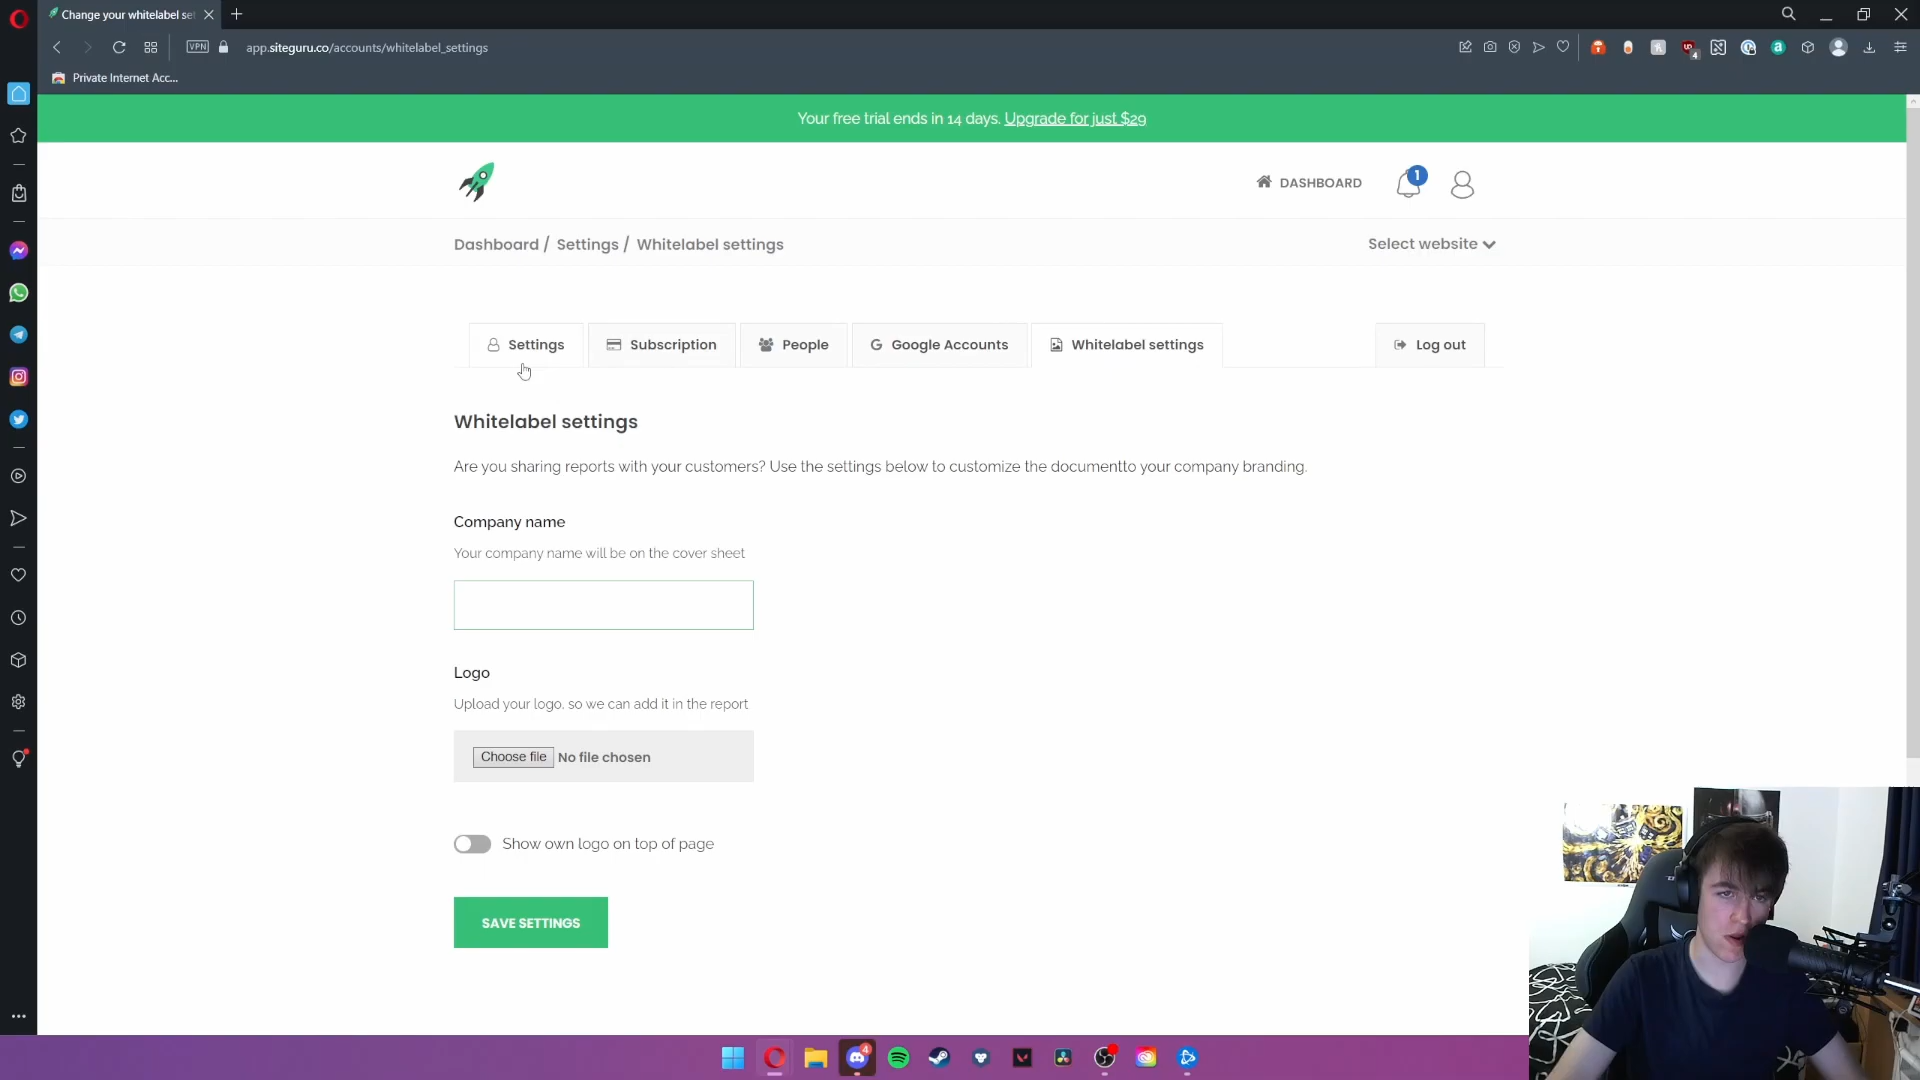 Change your whitelabel se
VPN
app.siteguru.co/accounts/whitelabel_settings
4
Private Internet Acc...
Your free trial ends in 14 days. Upgrade for just $29
DASHBOARD
1
Dashboard / Settings / Whitelabel settings
Select website
Settings
Subscription
People
G Google Accounts
Whitelabel settings
Log out
Whitelabel settings
Are you sharing reports with your customers? Use the settings below to customize the documentto your company branding.
Company name
Your company name will be on the cover sheet
Logo
Upload your logo, so we can add it in the report
Choose file No file chosen
Show own logo on top of page
SAVE SETTINGS
4